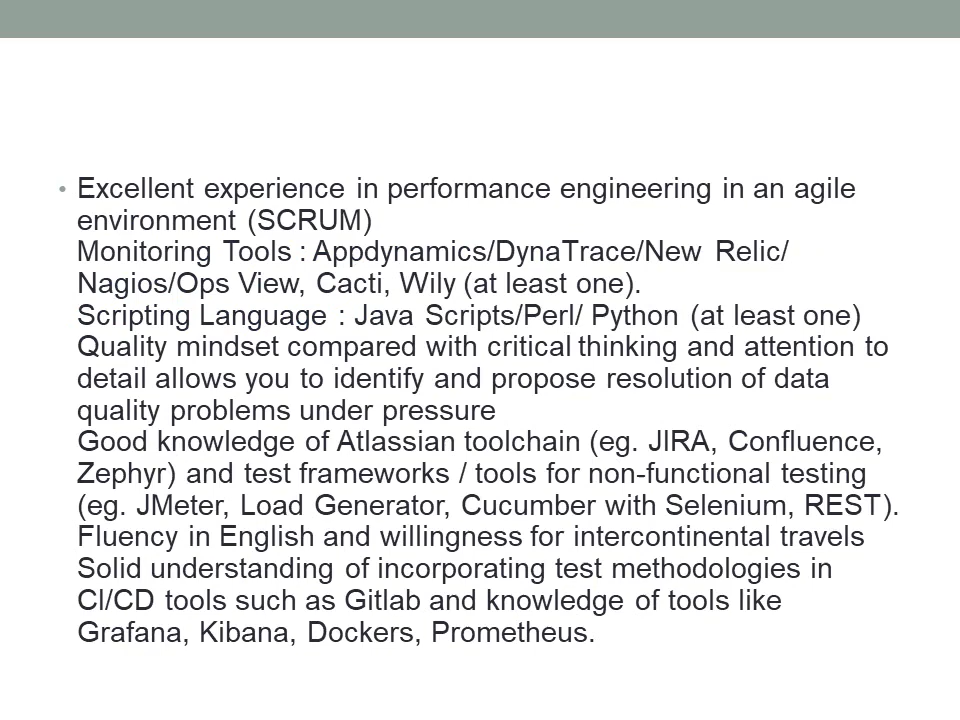 • Excellent experience in performance engineering in an agile
environment (SCRUM)
Monitoring Tools : Appdynamics/DynaTrace/New Relic/
Nagios/Ops View, Cacti, Wily (at least one).
Scripting Language : Java Scripts/Perl/ Python (at least one)
Quality mindset compared with critical thinking and attention to
detail allows you to identify and propose resolution of data
quality problems under pressure
Good knowledge of Atlassian toolchain (eg. JIRA, Confluence,
Zephyr) and test frameworks / tools for non-functional testing
(eg. JMeter, Load Generator, Cucumber with Selenium, REST).
Fluency in English and willingness for intercontinental travels
Solid understanding of incorporating test methodologies in
CI/CD tools such as Gitlab and knowledge of tools like
Grafana, Kibana, Dockers, Prometheus.